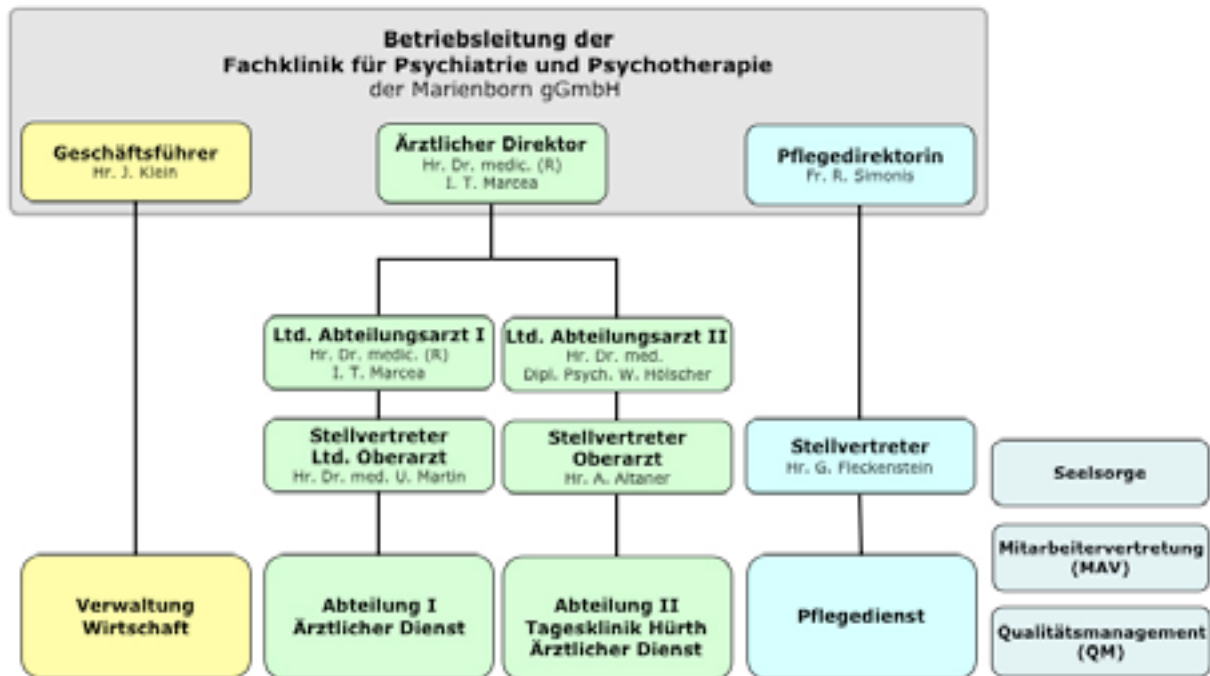 Betriebsleitung der
Fachklinik für Psychiatrie und Psychotherapie
der Marienborn gGmbH
Geschäftsführer
Hr. J. Klein
Ärztlicher Direktor
Hr. Dr. medic. (R)
I. T. Marcea
Pflegedirektorin
Fr. R. Simonis
Ltd. Abteilungsarzt I
Hr. Dr. medic. (R)
I. T. Marcea
Ltd. Abteilungsarzt II
Hr. Dr. med.
Dipl. Psych. W. Hölscher
Stellvertreter
Ltd. Oberarzt
Hr. Dr. med. U. Martin
Stellvertreter
Oberarzt
Hr. A. Altaner
Stellvertreter
Hr. G. Fleckenstein
Seelsorge
Mitarbeitervertretung
(MAV)
Qualitätsmanagement
(QM)
Verwaltung
Wirtschaft
Abteilung I
Ärztlicher Dienst
Abteilung II
Tagesklinik Hürth
Ärztlicher Dienst
Pflegedienst